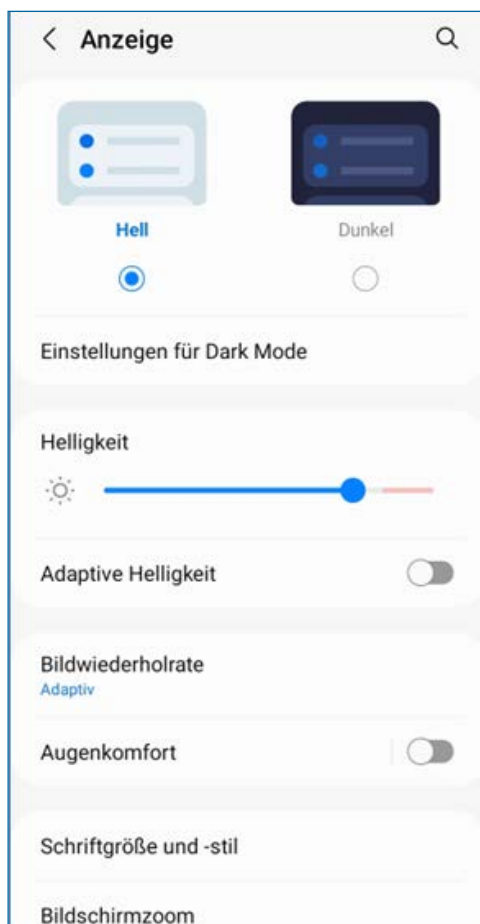 Anzeige
Hell
Dunkel
Einstellungen für Dark Mode
Helligkeit
Adaptive Helligkeit
Bildwiederholrate
Adaptiv
Augenkomfort
Schriftgröße und -stil
Bildschirmzoom